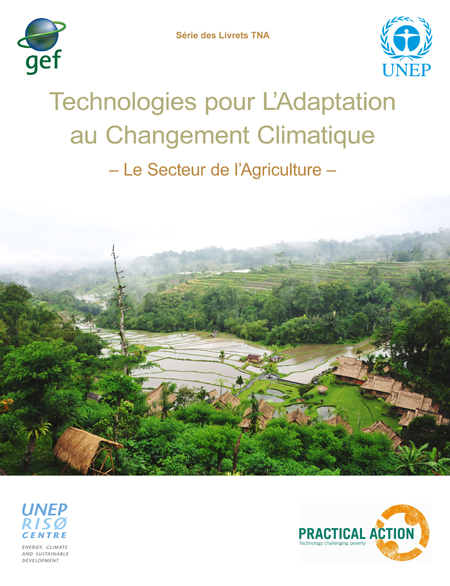 gef
Série des Livrets TNA
UNEP
Technologies pour L'Adaptation
au Changement Climatique
– Le Secteur de l'Agriculture –
UNEP
RISØ
CENTRE
ENERGY, CLIMATE
AND SUSTAINABLE
DEVELOPMENT
PRACTICAL ACTION
Technology challenging poverty